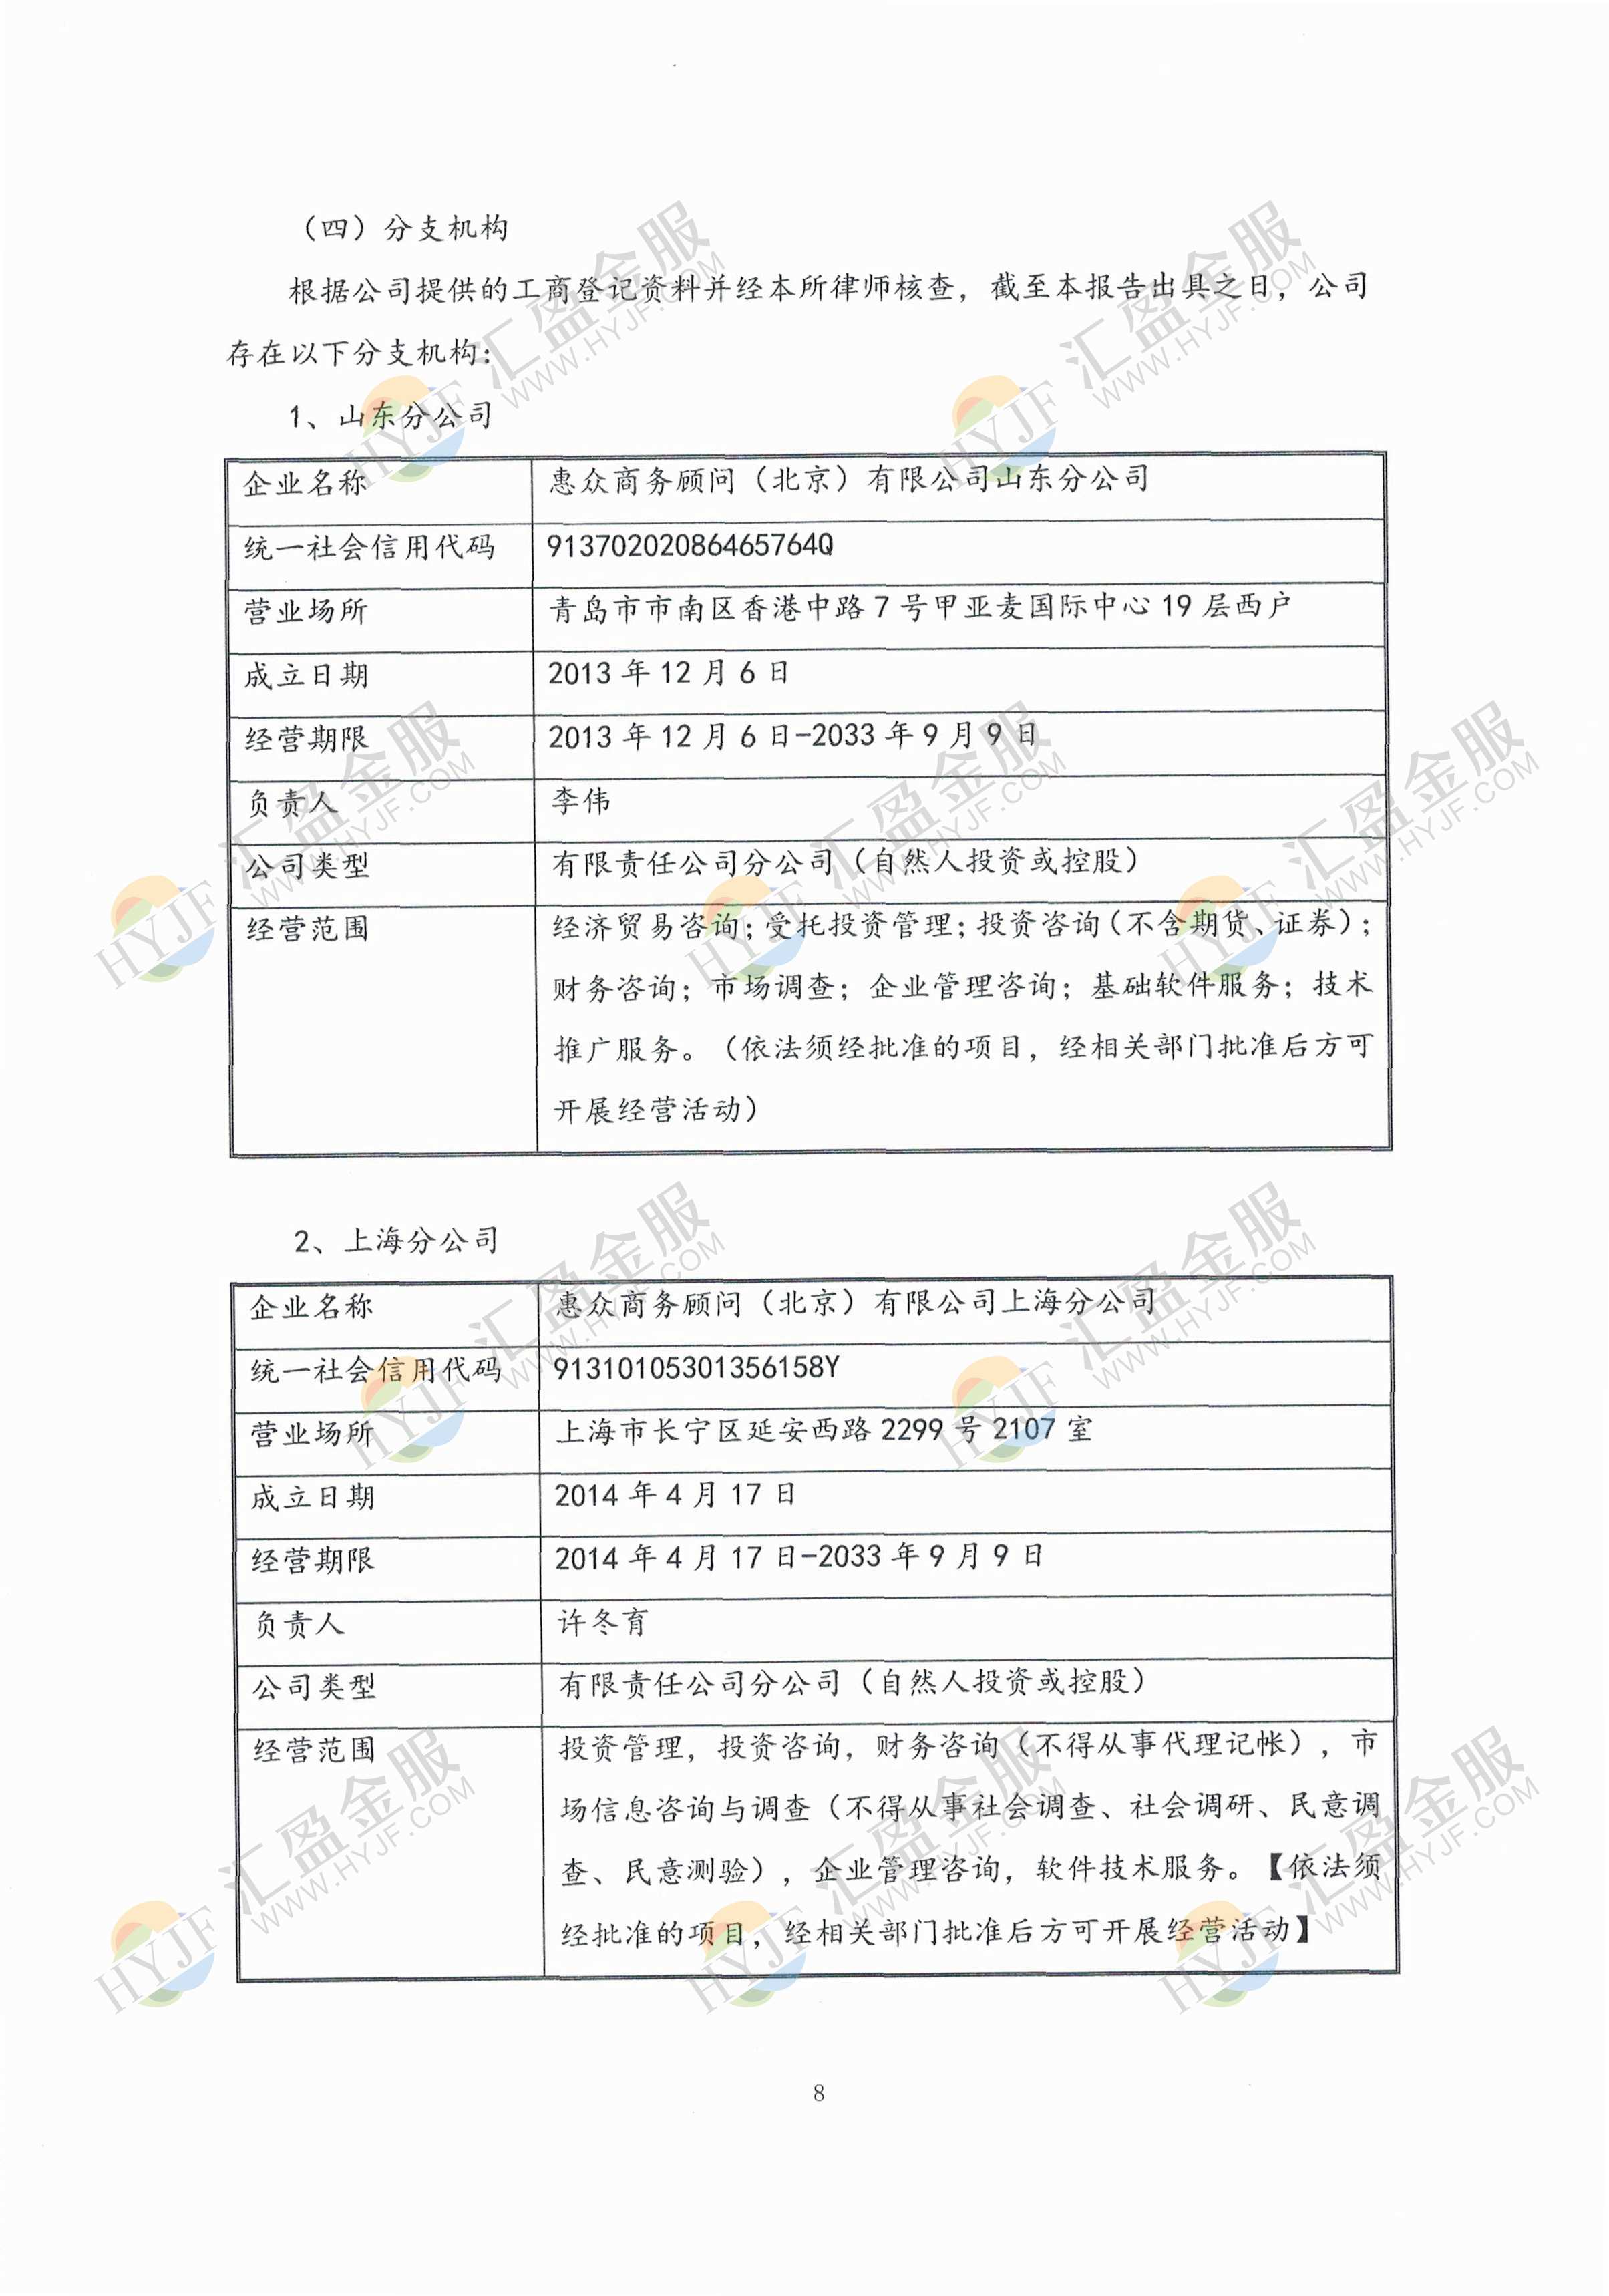 （四）分支机构
根据公司提供的工商登记资料并经本所律师核查，截至本报告出具之日，公司
存在以下分支机构：
1、山东分公司
企业名称 惠众商务顾问（北京）有限公司山东分公司
统一社会信用代码 91370202086465764Q
营业场所 青岛市市南区香港中路 7 号甲亚麦国际中心 19 层西户
成立日期 2013 年 12 月 6 日
经营期限 2013 年 12 月 6 日-2033 年 9 月 9 日
负责人 李伟
公司类型 有限责任公司分公司（自然人投资或控股）
经营范围 经济贸易咨询；受托投资管理；投资咨询（不含期货、证券）；
财务咨询；市场调查；企业管理咨询；基础软件服务；技术
推广服务。（依法须经批准的项目，经相关部门批准后方可
开展经营活动）
2、上海分公司
企业名称 惠众商务顾问（北京）有限公司上海分公司
统一社会信用代码 91310105301356158Y
营业场所 上海市长宁区延安西路 2299 号 2107 室
成立日期 2014 年 4 月 17 日
经营期限 2014 年 4 月 17 日-2033 年 9 月 9 日
负责人 许冬育
公司类型 有限责任公司分公司（自然人投资或控股）
经营范围 投资管理，投资咨询，财务咨询（不得从事代理记帐），市
场信息咨询与调查（不得从事社会调查、社会调研、民意调
查、民意测验），企业管理咨询，软件技术服务。【依法须
经批准的项目，经相关部门批准后方可开展经营活动】
8
HYJF 汇盈金服
WWW.HYJF.COM